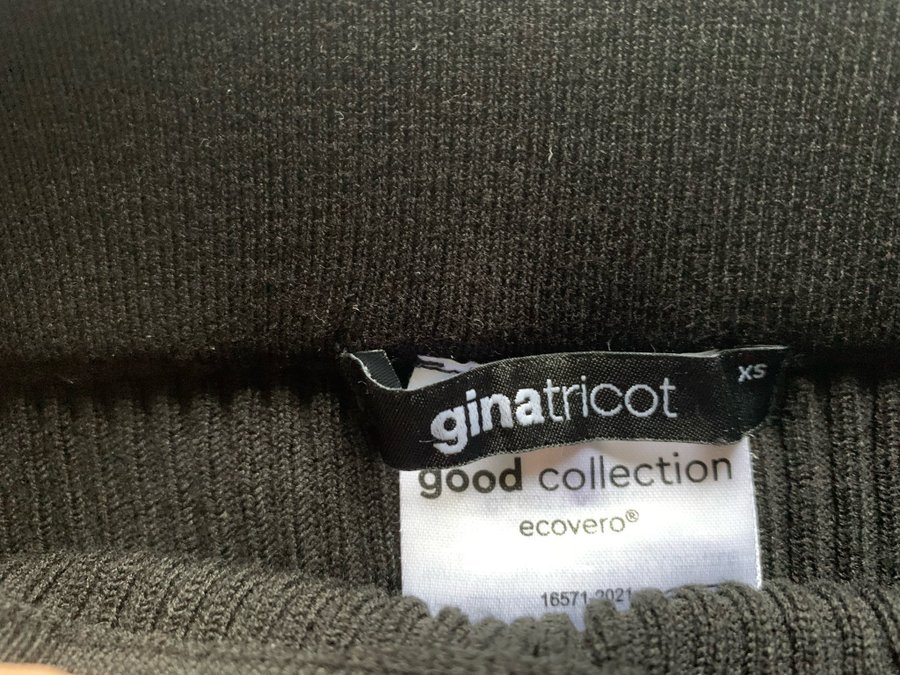 ginatricot
XS
good collection
ecovero®
16571 2021